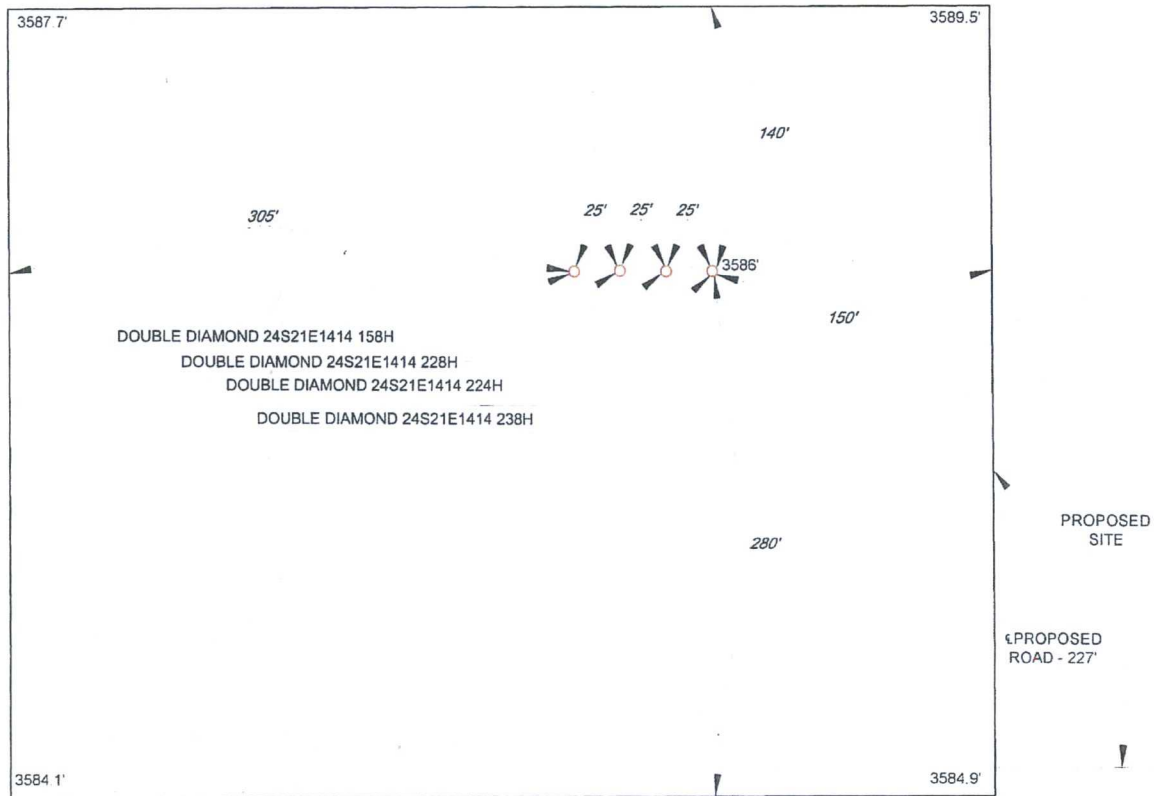 3587.7'
3589.5'
140'
305'
25' 25' 25'
3586'
150'
DOUBLE DIAMOND 24S21E1414 158H
DOUBLE DIAMOND 24S21E1414 228H
DOUBLE DIAMOND 24S21E1414 224H
DOUBLE DIAMOND 24S21E1414 238H
280'
PROPOSED
SITE
℄PROPOSED
ROAD - 227'
3584.1'
3584.9'